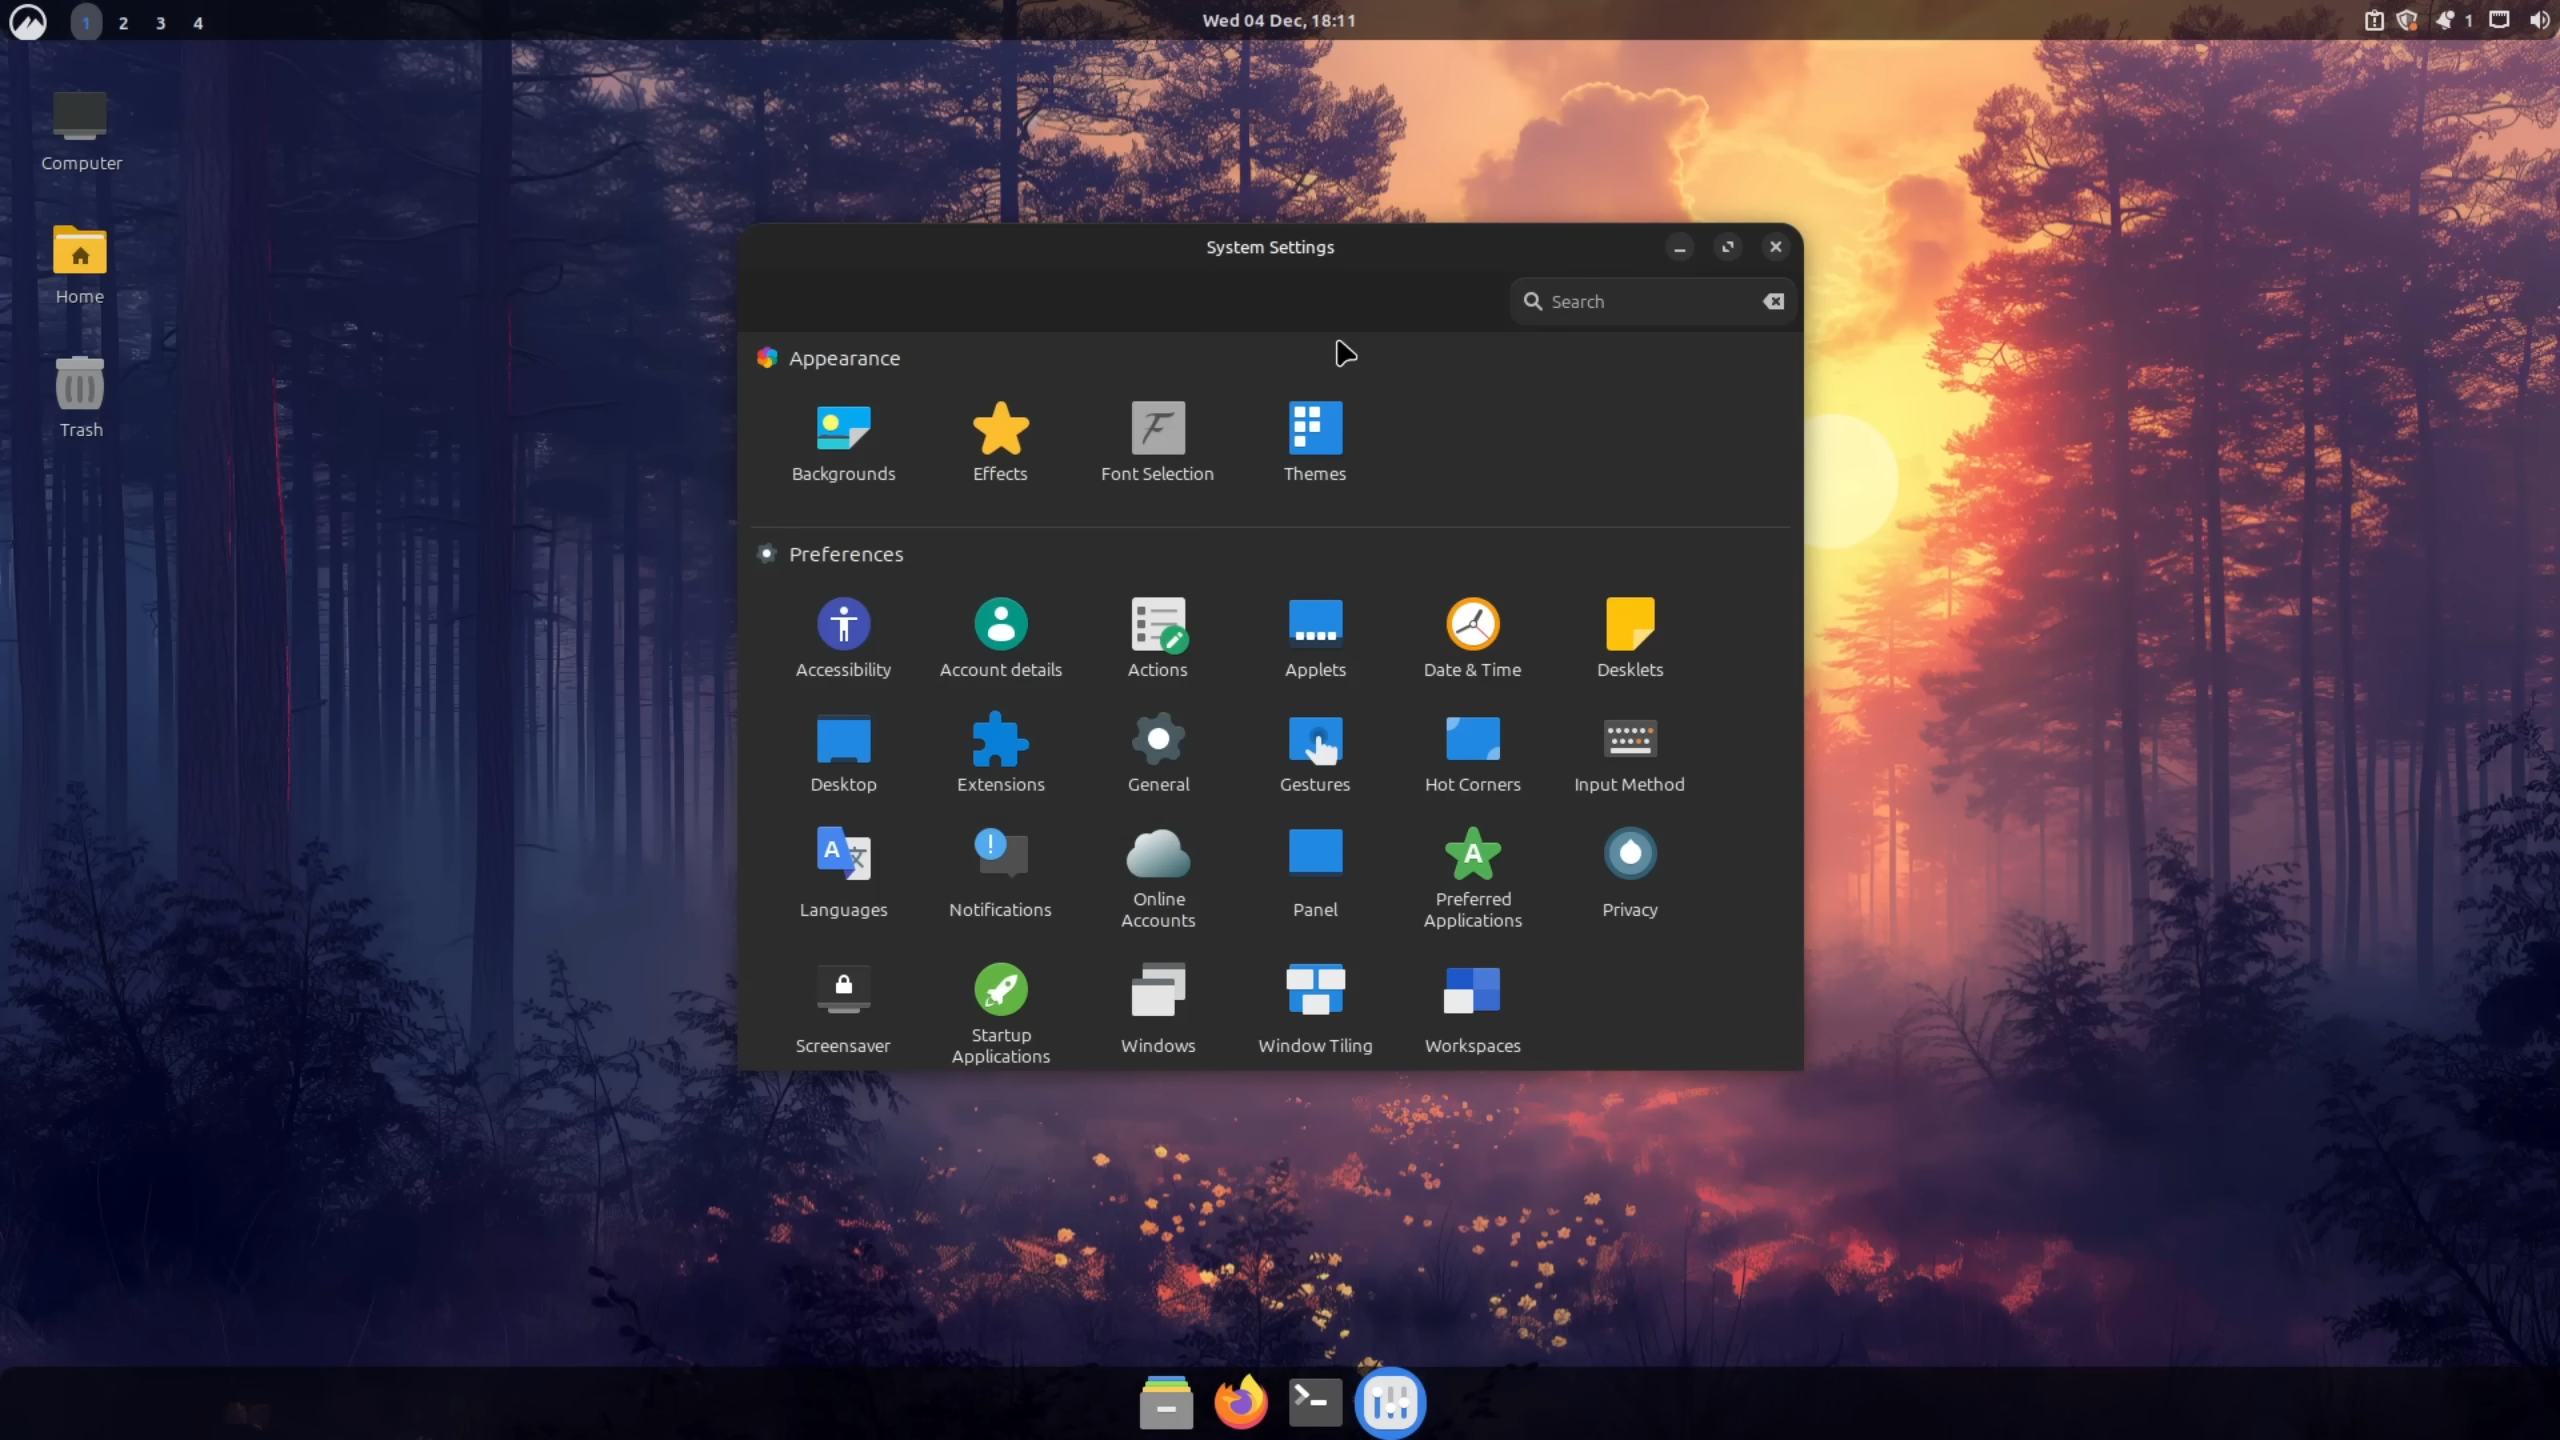 1 2 3 4
Wed 04 Dec, 18:11
1
Computer
Home
Trash
System Settings
Search
Appearance
Backgrounds
Effects
Font Selection
Themes
Preferences
Accessibility
Account details
Actions
Applets
Date & Time
Desklets
Desktop
Extensions
General
Gestures
Hot Corners
Input Method
Languages
Notifications
Online
Accounts
Panel
Preferred
Applications
Privacy
Screensaver
Startup
Applications
Windows
Window Tiling
Workspaces